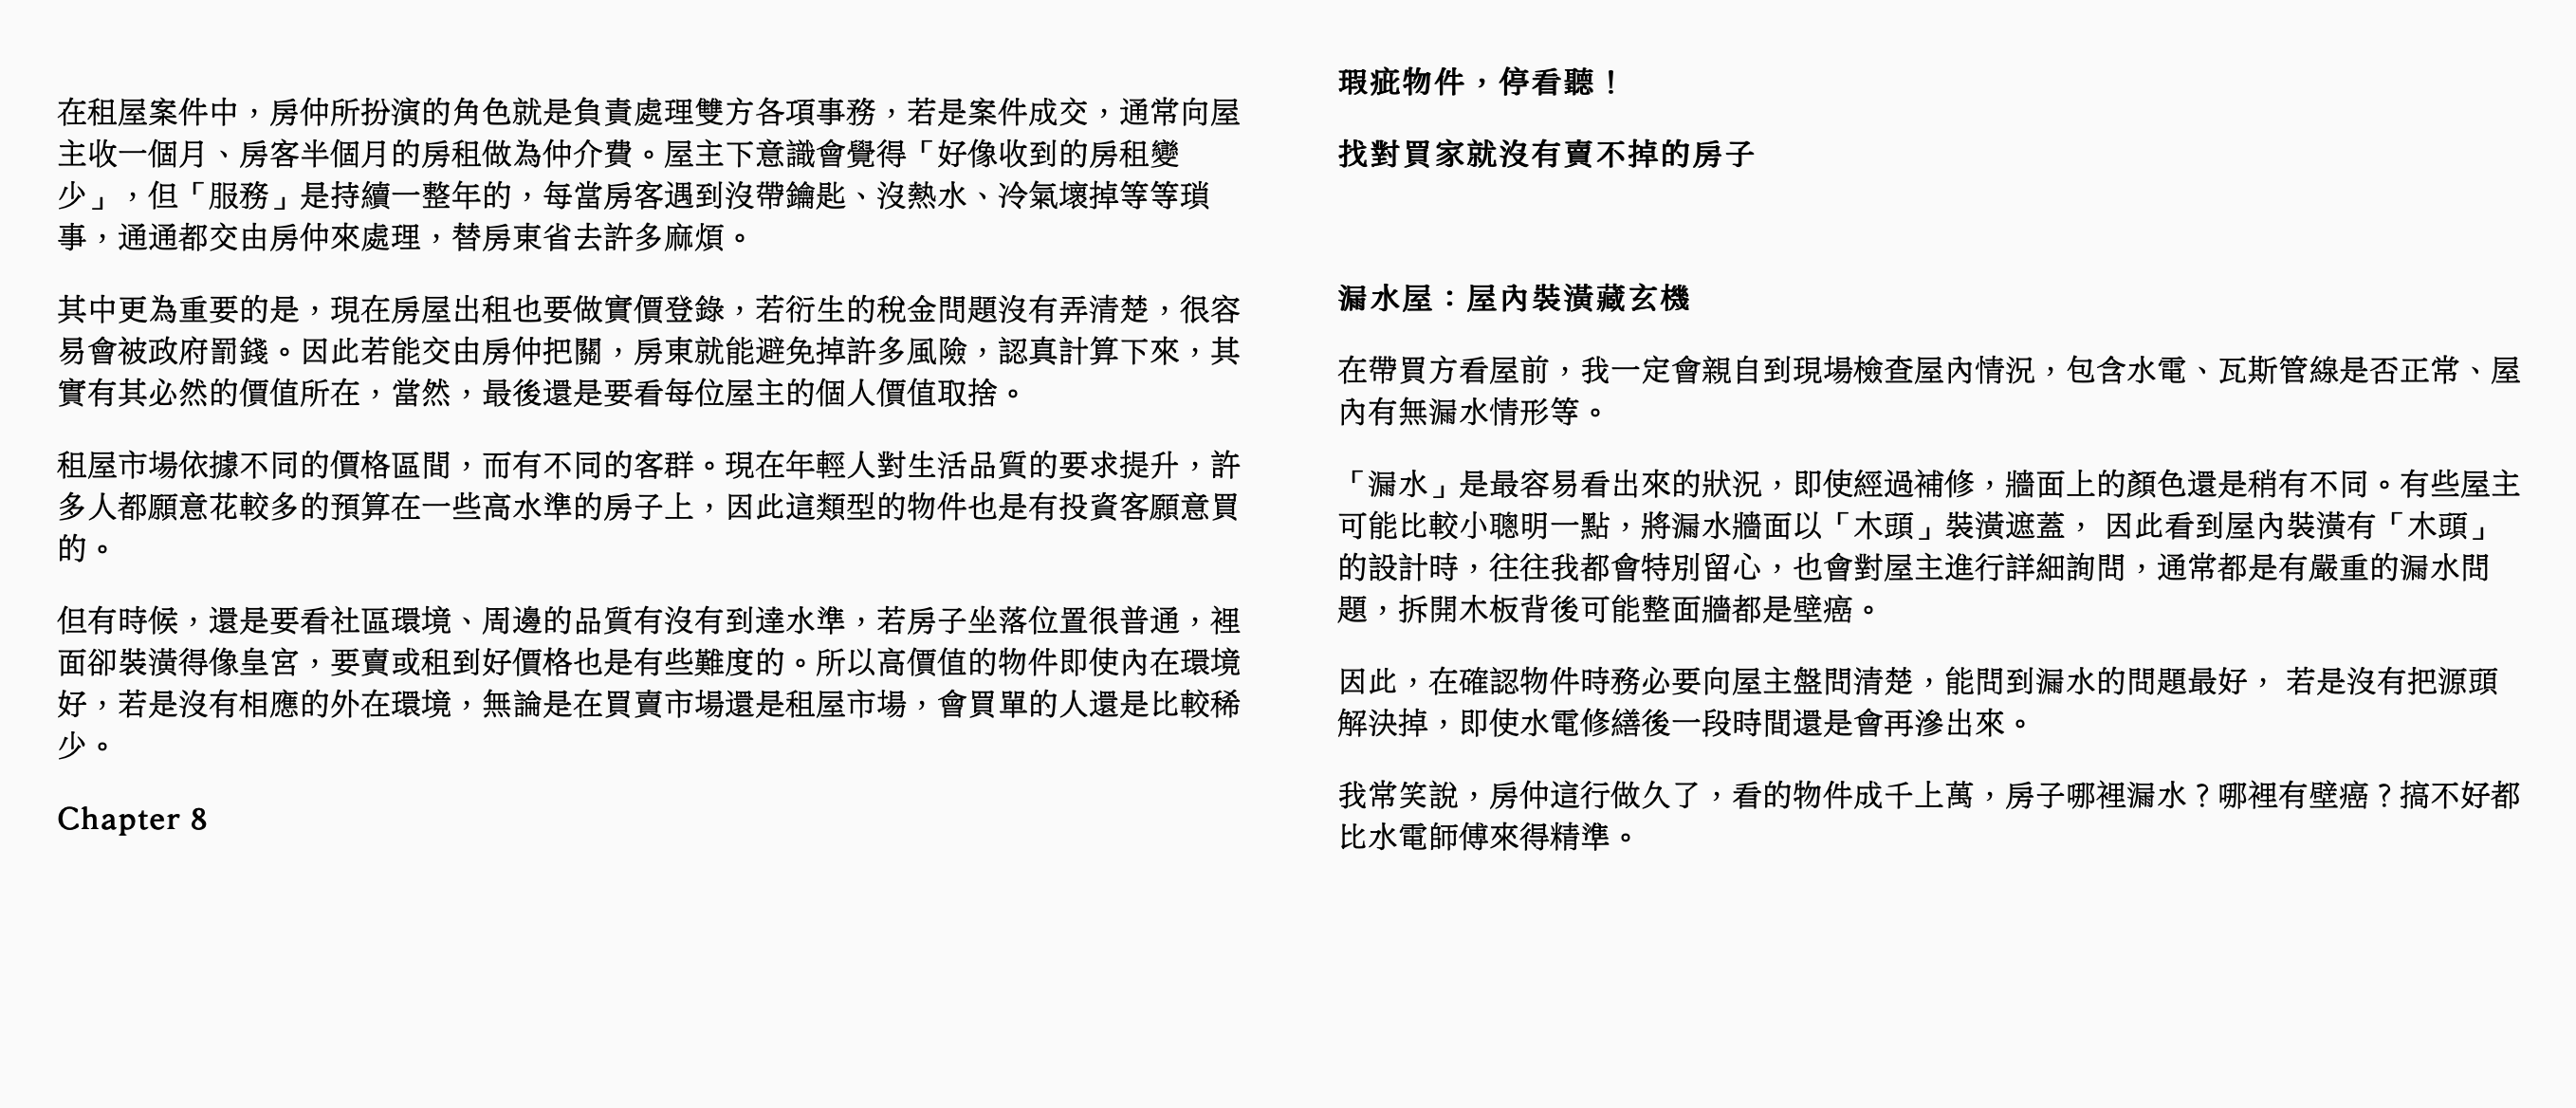 在租屋案件中，房仲所扮演的角色就是負責處理雙方各項事務，若是案件成交，通常向屋
主收一個月、房客半個月的房租做為仲介費。屋主下意識會覺得「好像收到的房租變
少」，但「服務」是持續一整年的，每當房客遇到沒帶鑰匙、沒熱水、冷氣壞掉等等瑣
事，通通都交由房仲來處理，替房東省去許多麻煩。
其中更為重要的是，現在房屋出租也要做實價登錄，若衍生的稅金問題沒有弄清楚，很容
易會被政府罰錢。因此若能交由房仲把關，房東就能避免掉許多風險，認真計算下來，其
實有其必然的價值所在，當然，最後還是要看每位屋主的個人價值取捨。
租屋市場依據不同的價格區間，而有不同的客群。現在年輕人對生活品質的要求提升，許
多人都願意花較多的預算在一些高水準的房子上，因此這類型的物件也是有投資客願意買
的。
但有時候，還是要看社區環境、周邊的品質有沒有到達水準，若房子坐落位置很普通，裡
面卻裝潢得像皇宮，要賣或租到好價格也是有些難度的。所以高價值的物件即使內在環境
好，若是沒有相應的外在環境，無論是在買賣市場還是租屋市場，會買單的人還是比較稀
少。
Chapter 8
瑕疵物件，停看聽！
找對買家就沒有賣不掉的房子
漏水屋：屋內裝潢藏玄機
在帶買方看屋前，我一定會親自到現場檢查屋內情況，包含水電、瓦斯管線是否正常、屋
內有無漏水情形等。
「漏水」是最容易看出來的狀況，即使經過補修，牆面上的顏色還是稍有不同。有些屋主
可能比較小聰明一點，將漏水牆面以「木頭」裝潢遮蓋， 因此看到屋內裝潢有「木頭」
的設計時，往往我都會特別留心，也會對屋主進行詳細詢問，通常都是有嚴重的漏水問
題，拆開木板背後可能整面牆都是壁癌。
因此，在確認物件時務必要向屋主盤問清楚，能問到漏水的問題最好， 若是沒有把源頭
解決掉，即使水電修繕後一段時間還是會再滲出來。
我常笑說，房仲這行做久了，看的物件成千上萬，房子哪裡漏水？哪裡有壁癌？搞不好都
比水電師傅來得精準。